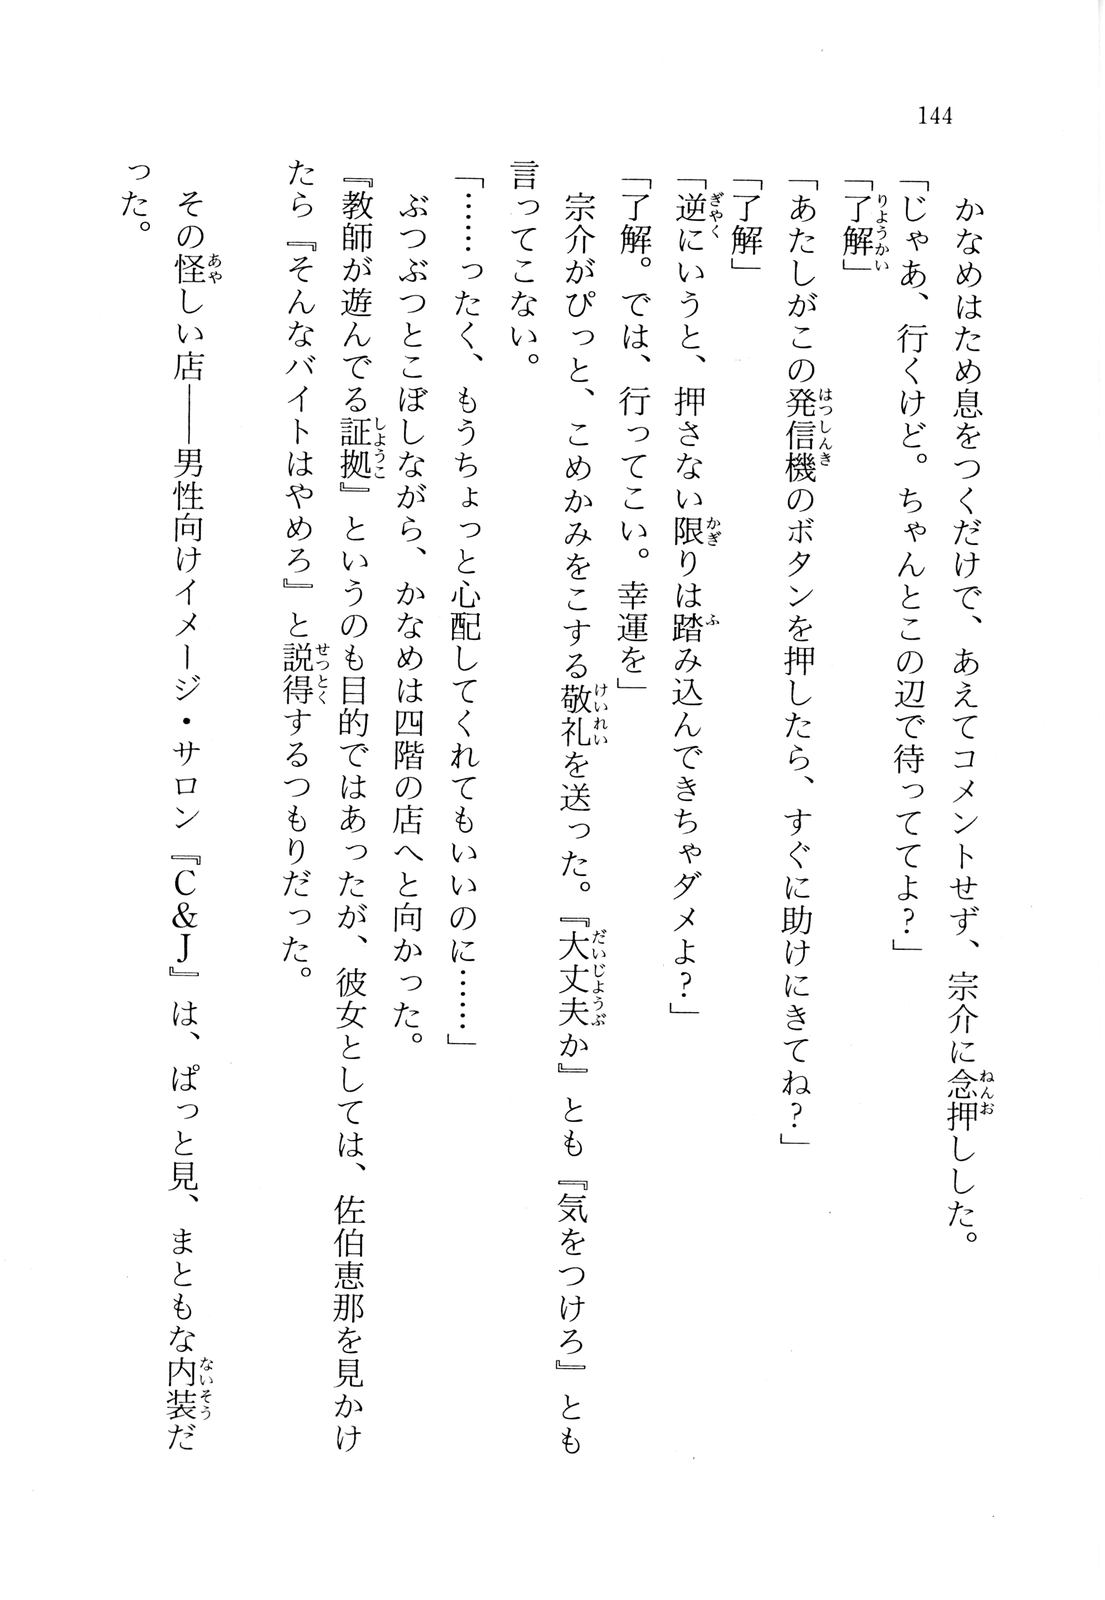 144
かなめはため息をつくだけで、あえてコメントせず、宗介に念押しした。
「じゃあ、行くけど。ちゃんとこの辺で待っててよ?」
「了解」
「あたしがこの発信機のボタンを押したら、すぐに助けにきてね?」
「了解」
「逆にいうと、押さない限りは踏み込んできちゃダメよ?」
「了解。では、行ってこい。幸運を」
宗介がぴっと、こめかみをこする敬礼を送った。『大丈夫か』とも『気をつけろ』とも
言ってこない。
「……ったく、もうちょっと心配してくれてもいいのに……」
ぶつぶつとこぼしながら、かなめは四階の店へと向かった。
『教師が遊んでる証拠』というのも目的ではあったが、彼女としては、佐伯恵那を見かけ
たら『そんなバイトはやめろ』と説得するつもりだった。
その怪しい店――男性向けイメージ・サロン『C&J』は、ぱっと見、まともな内装だ
った。